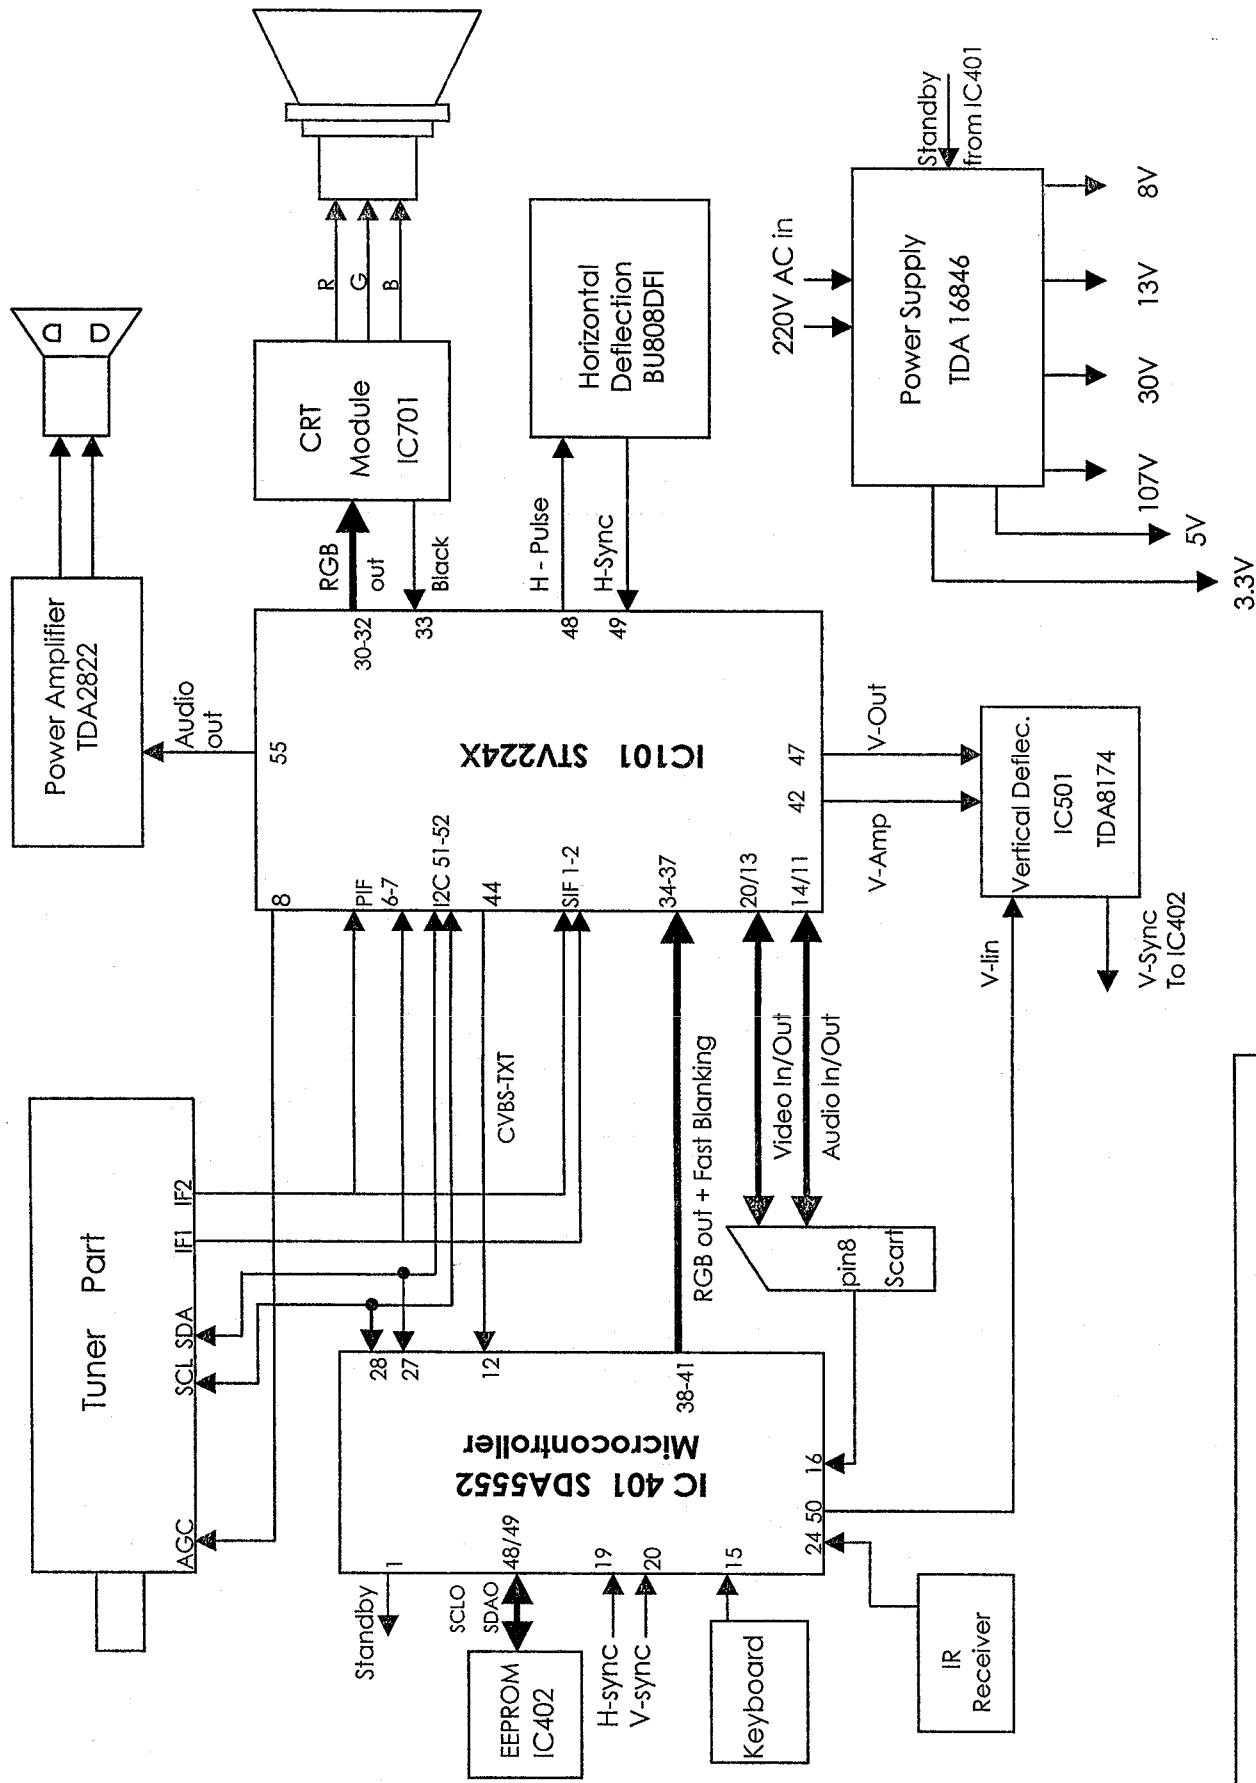 Tuner Part
AGC
SCL
SDA
IF1
IF2
Power Amplifier
TDA2822
Audio
out
8
PIF
6-7
I2C 51-52
44
SIF 1-2
34-37
20/13
14/11
55
30-32
33
48
49
42
47
IC101 STV224X
RGB
out
Black
CRT
Module
IC701
R
G
B
H - Pulse
H-Sync
Horizontal
Deflection
BU808DFI
CVBS-TXT
RGB out + Fast Blanking
Video In/Out
Audio In/Out
pin8
Scart
IC 401 SDA5552
Microcontroller
28
27
12
38-41
16
24
50
1
48/49
19
20
15
Standby
SCLO
SDAO
EEPROM
IC402
H-sync
V-sync
Keyboard
IR
Receiver
V-lin
V-Amp
V-Out
Vertical Deflec.
IC501
TDA8174
V-Sync
To IC402
220V AC in
Standby
from IC401
Power Supply
TDA 16846
3.3V
5V
107V
30V
13V
8V